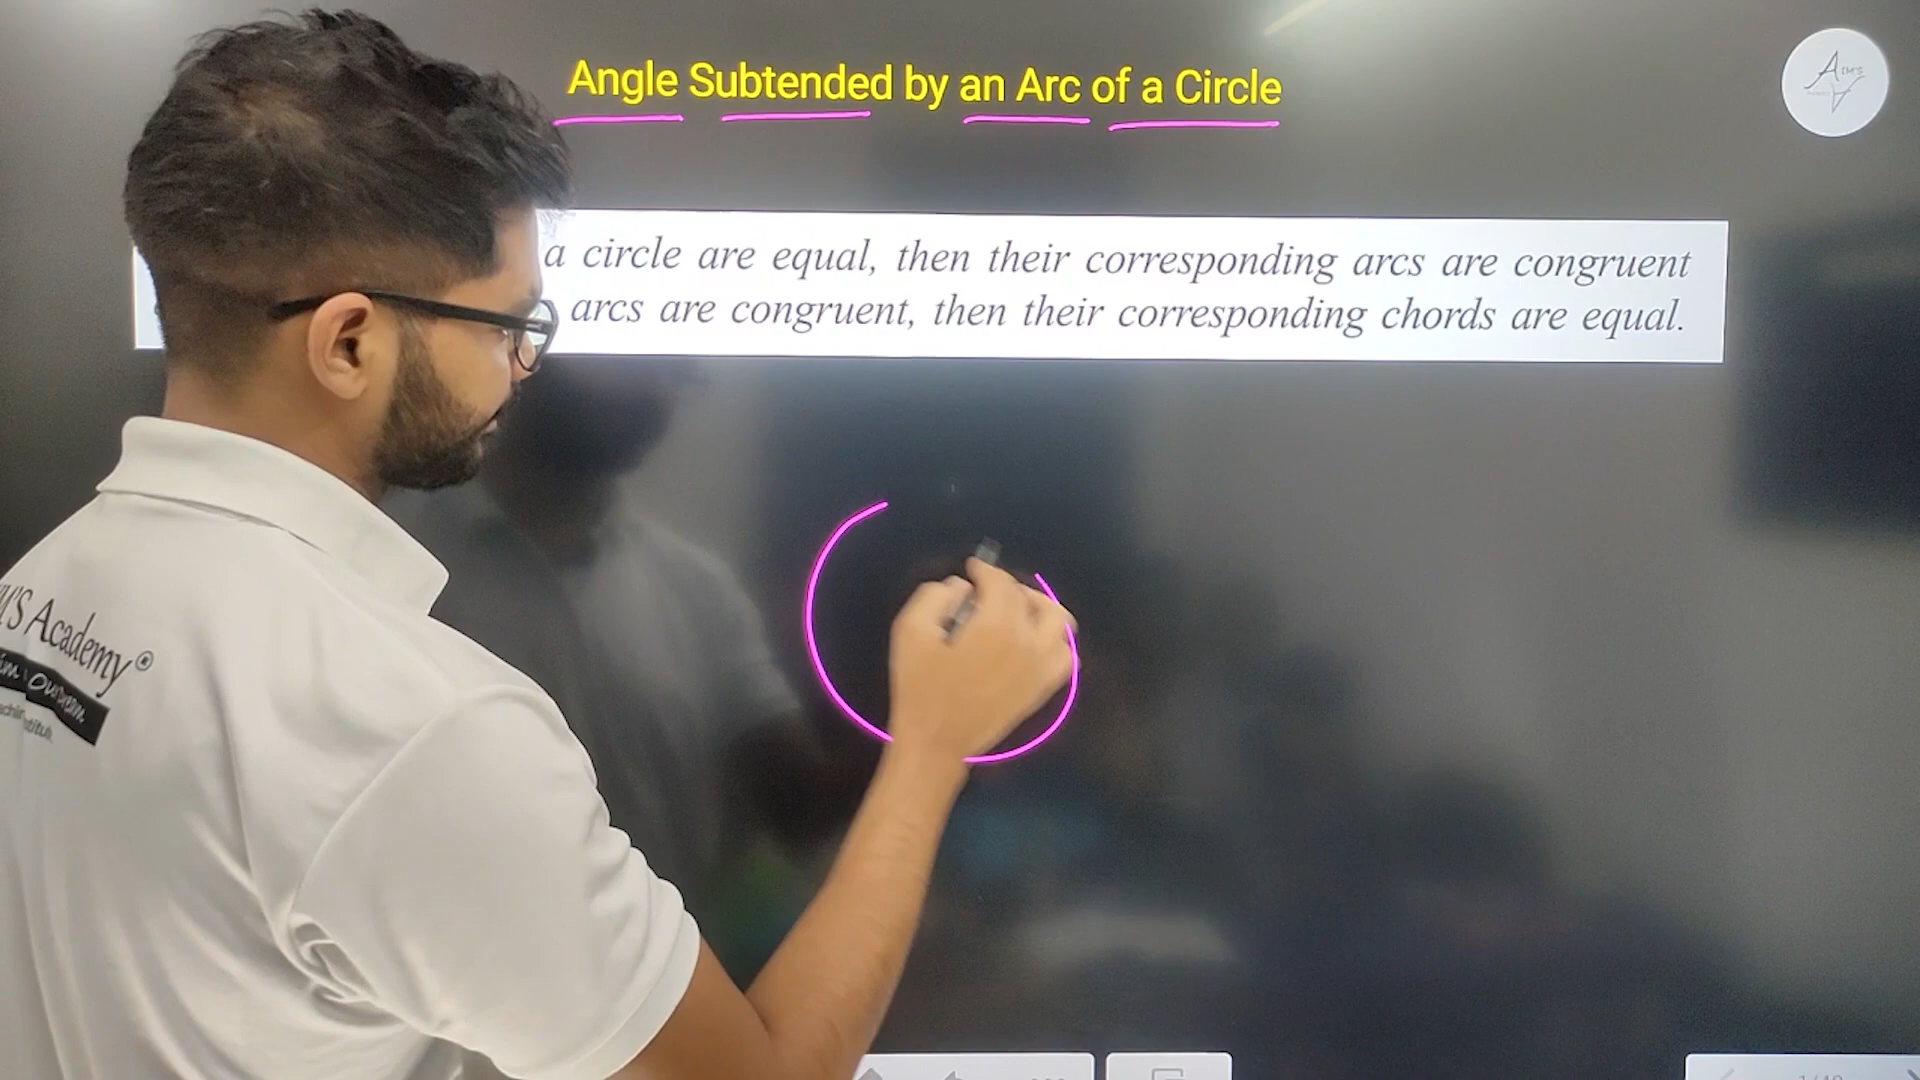 Angle Subtended by an Arc of a Circle
a circle are equal, then their corresponding arcs are congruent
arcs are congruent, then their corresponding chords are equal.
M'S Academy®